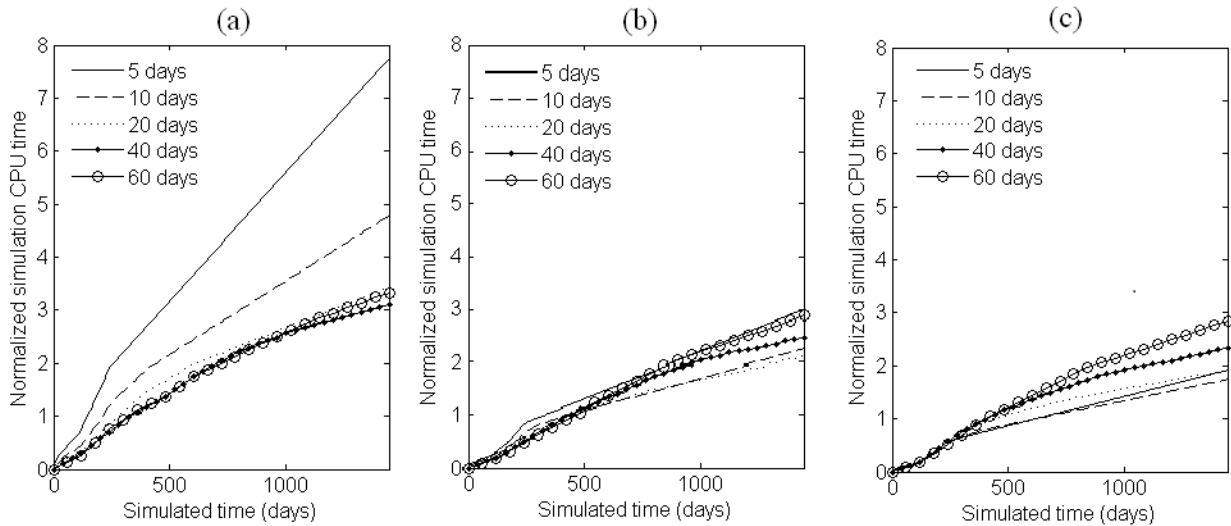 (a)
8
7
6
5
4
3
2
1
0
0
500
1000
Normalized simulation CPU time
Simulated time (days)
5 days
10 days
20 days
40 days
60 days
(b)
8
7
6
5
4
3
2
1
0
0
500
1000
Normalized simulation CPU time
Simulated time (days)
5 days
10 days
20 days
40 days
60 days
(c)
8
7
6
5
4
3
2
1
0
0
500
1000
Normalized simulation CPU time
Simulated time (days)
5 days
10 days
20 days
40 days
60 days